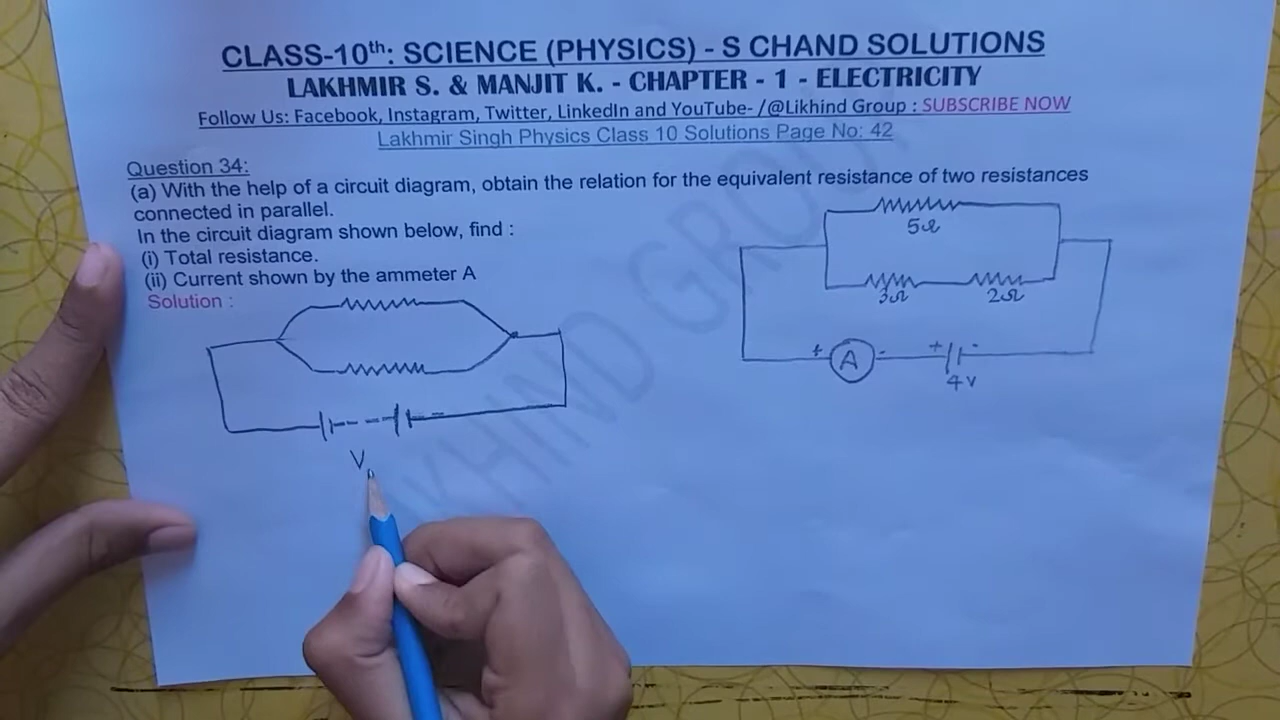 CLASS-10th: SCIENCE (PHYSICS) - S CHAND SOLUTIONS
LAKHMIR S. & MANJIT K. - CHAPTER - 1 - ELECTRICITY
Follow Us: Facebook, Instagram, Twitter, LinkedIn and YouTube- /@Likhind Group : SUBSCRIBE NOW
Lakhmir Singh Physics Class 10 Solutions Page No: 42
Question 34:
(a) With the help of a circuit diagram, obtain the relation for the equivalent resistance of two resistances
connected in parallel.
In the circuit diagram shown below, find :
(i) Total resistance.
(ii) Current shown by the ammeter A
Solution :
V
5Ω
3Ω 2Ω
+ A - + -
4V
LIKHIND GROUP